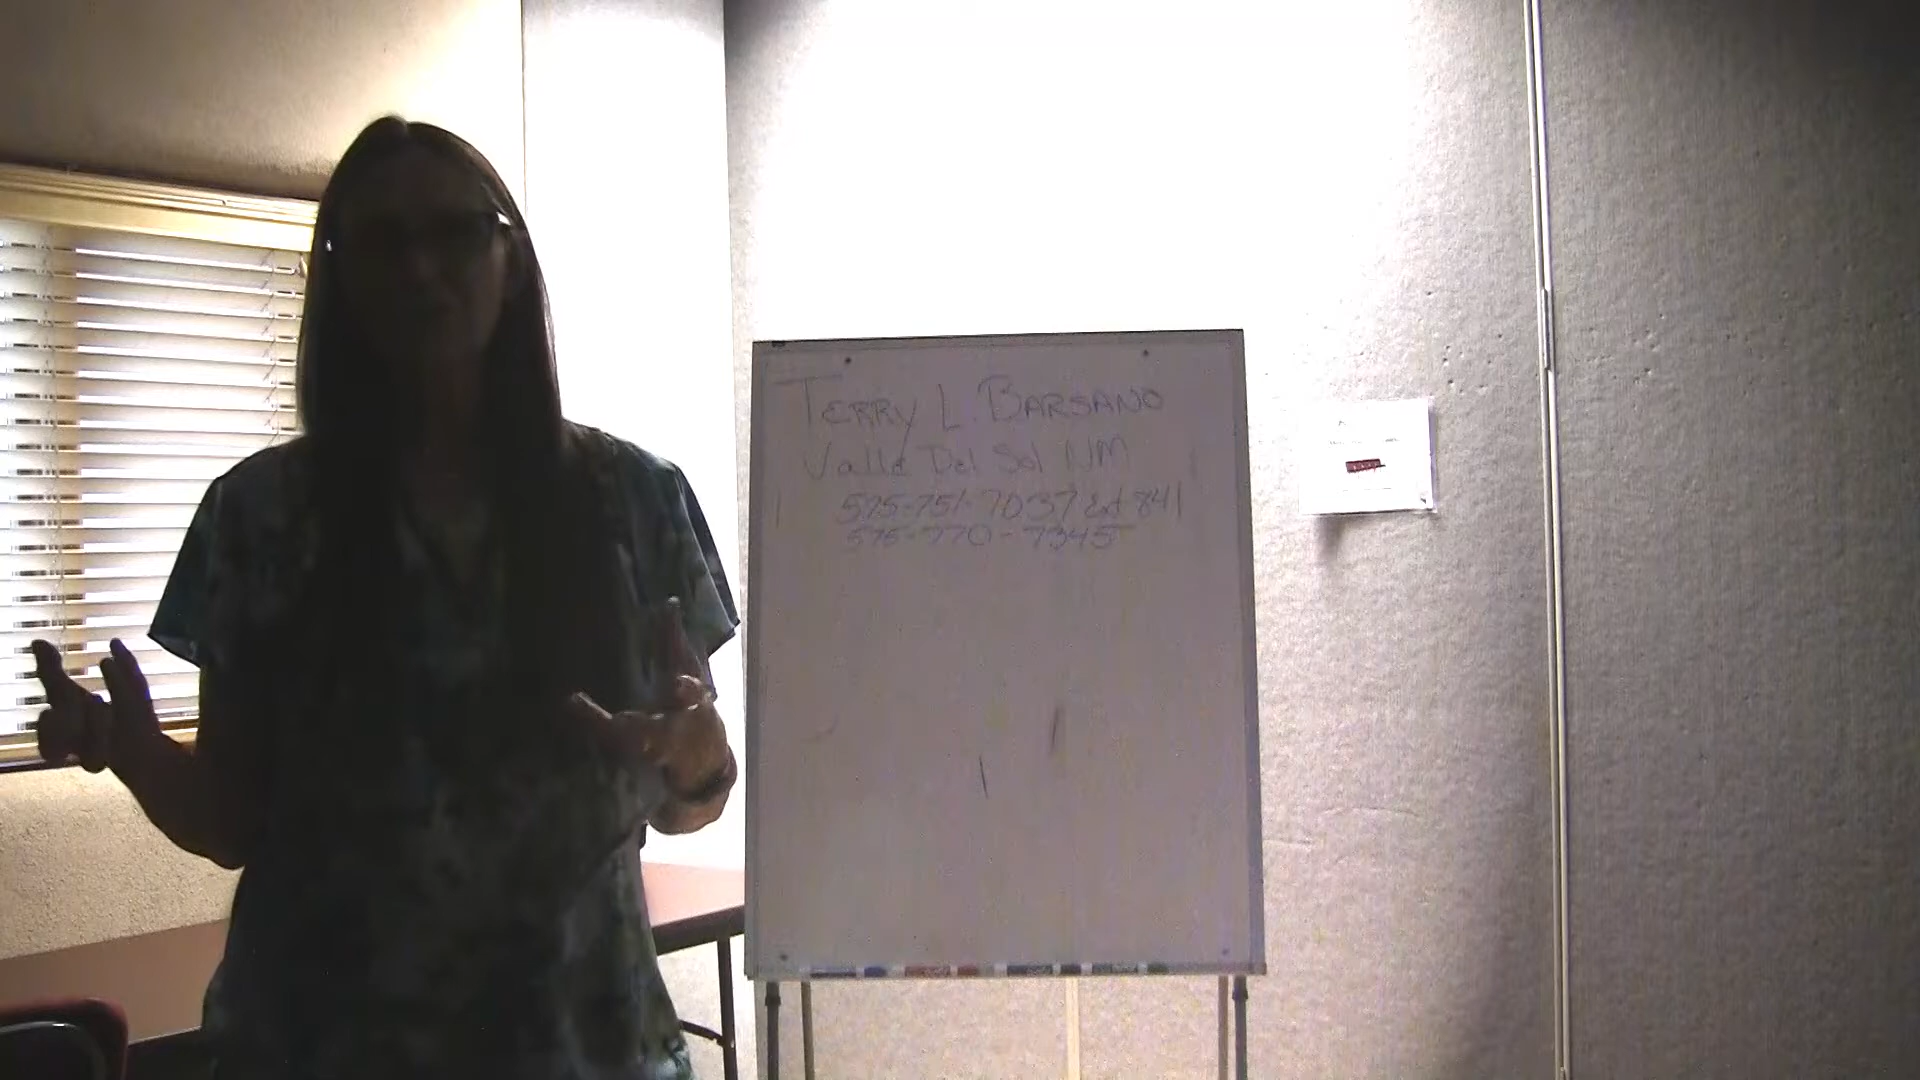 TERRY L. BARSANO
Valle Del Sol NM
575-751-7037 Ext 841
575-770-7345